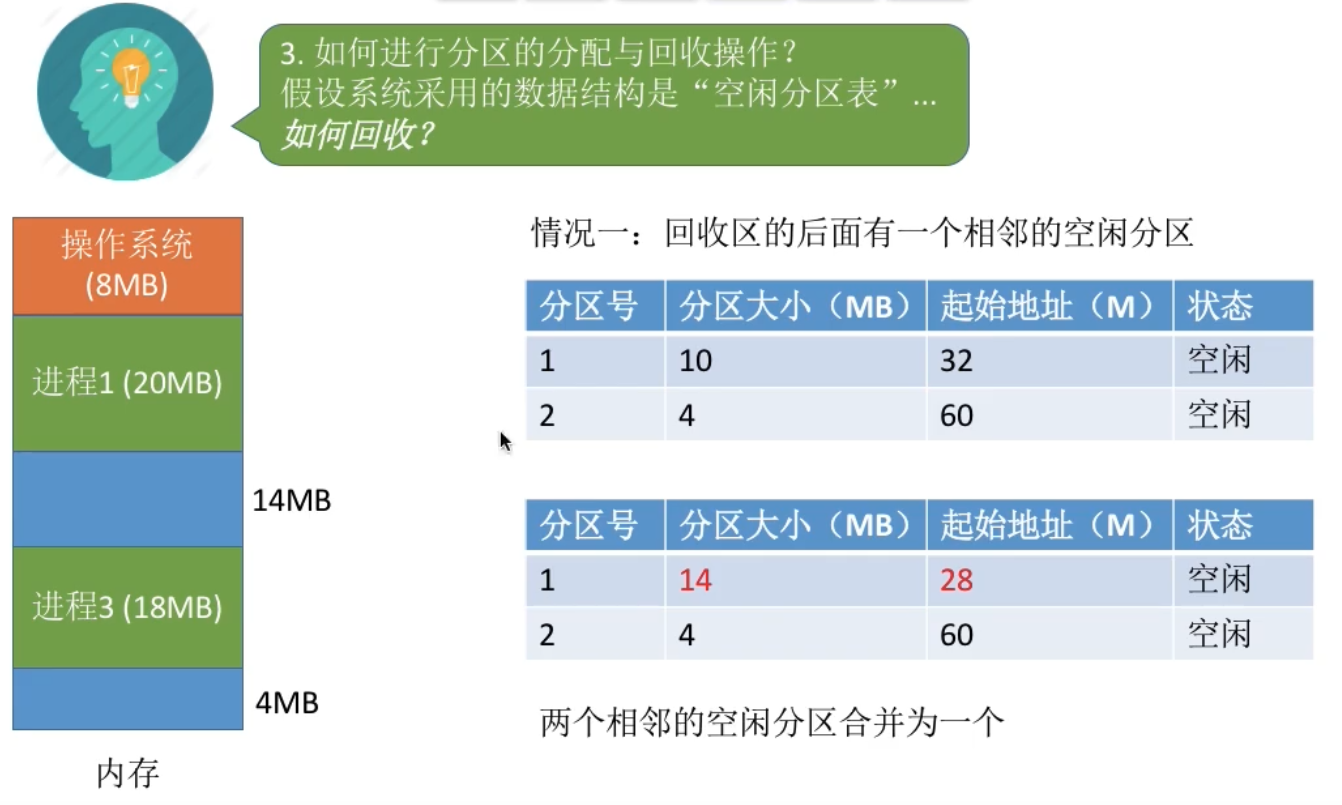 3. 如何进行分区的分配与回收操作？
假设系统采用的数据结构是“空闲分区表”...
如何回收？
操作系统
(8MB)
进程1 (20MB)
14MB
进程3 (18MB)
4MB
内存
情况一：回收区的后面有一个相邻的空闲分区
分区号 分区大小（MB） 起始地址（M） 状态
1 10 32 空闲
2 4 60 空闲
分区号 分区大小（MB） 起始地址（M） 状态
1 14 28 空闲
2 4 60 空闲
两个相邻的空闲分区合并为一个